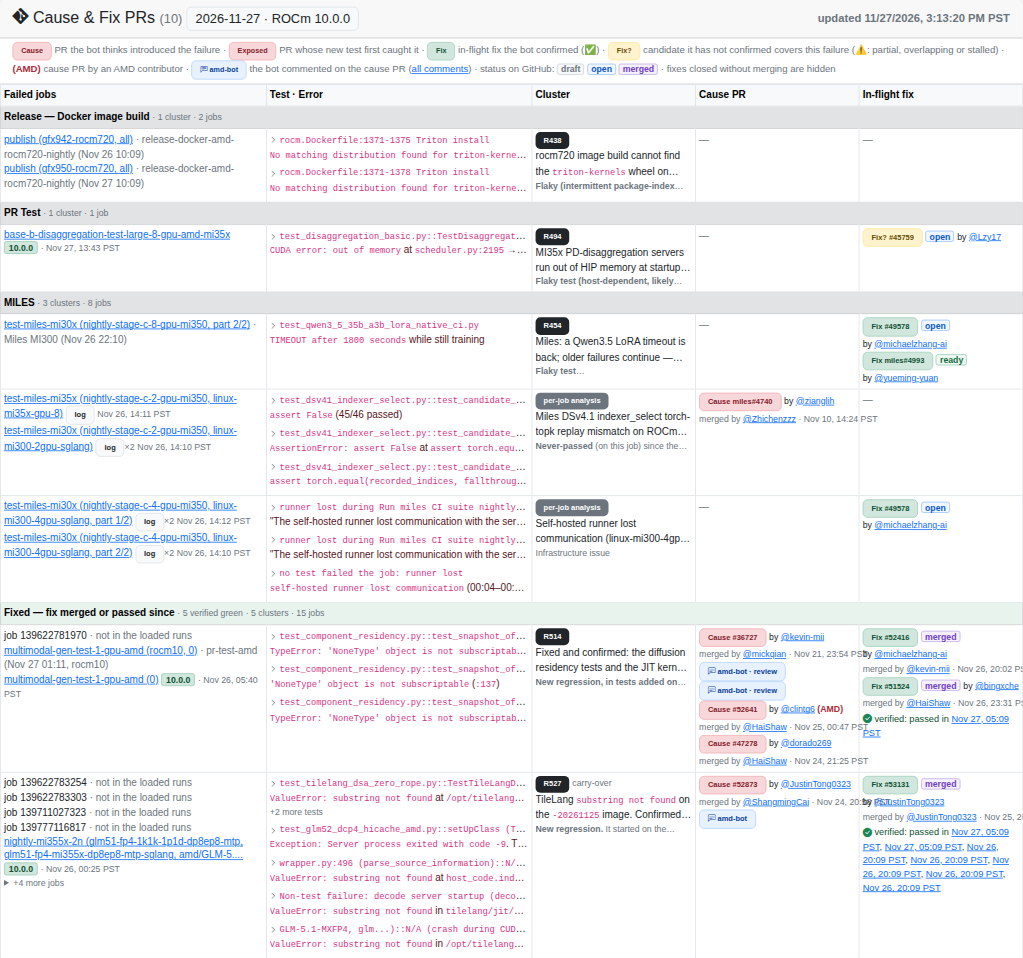 Cause & Fix PRs (10) 2026-11-27 · ROCm 10.0.0 updated 11/27/2026, 3:13:20 PM PST
Cause PR the bot thinks introduced the failure · Exposed PR whose new test first caught it · Fix in-flight fix the bot confirmed (✅) · Fix? candidate it has not confirmed covers this failure (⚠️: partial, overlapping or stalled) ·
(AMD) cause PR by an AMD contributor · amd-bot the bot commented on the cause PR (all comments) · status on GitHub: draft open merged · fixes closed without merging are hidden
Failed jobs Test · Error Cluster Cause PR In-flight fix
Release — Docker image build · 1 cluster · 2 jobs
publish (gfx942-rocm720, all) · release-docker-amd-
rocm720-nightly (Nov 26 10:09)
publish (gfx950-rocm720, all) · release-docker-amd-
rocm720-nightly (Nov 27 10:09)
rocm.Dockerfile:1371-1375 Triton install
No matching distribution found for triton-kerne...
rocm.Dockerfile:1371-1378 Triton install
No matching distribution found for triton-kerne...
R438
rocm720 image build cannot find
the triton-kernels wheel on...
Flaky (intermittent package-index...
—
—
PR Test · 1 cluster · 1 job
base-b-disaggregation-test-large-8-gpu-amd-mi35x
10.0.0 · Nov 27, 13:43 PST
test_disaggregation_basic.py::TestDisaggregat...
CUDA error: out of memory at scheduler.py:2195 →...
R494
MI35x PD-disaggregation servers
run out of HIP memory at startup...
Flaky test (host-dependent, likely...
—
Fix? #45759 open by @Lzy17
MILES · 3 clusters · 8 jobs
test-miles-mi30x (nightly-stage-c-8-gpu-mi350, part 2/2) ·
Miles MI300 (Nov 26 22:10)
test_qwen3_5_35b_a3b_lora_native_ci.py
TIMEOUT after 1800 seconds while still training
R454
Miles: a Qwen3.5 LoRA timeout is
back; older failures continue —...
Flaky test...
—
Fix #49578 open
by @michaelzhang-ai
Fix miles#4993 ready
by @yueming-yuan
test-miles-mi35x (nightly-stage-c-2-gpu-mi350, linux-
mi35x-gpu-8) log Nov 26, 14:11 PST
test-miles-mi30x (nightly-stage-c-2-gpu-mi350, linux-
mi300-2gpu-sglang) log ×2 Nov 26, 14:10 PST
test_dsv41_indexer_select.py::test_candidate_...
assert False (45/46 passed)
test_dsv41_indexer_select.py::test_candidate_...
AssertionError: assert False at assert torch.equ...
test_dsv41_indexer_select.py::test_candidate_...
assert torch.equal(recorded_indices, fallthroug...
per-job analysis
Miles DSv4.1 indexer_select torch-
topk replay mismatch on ROCm...
Never-passed (on this job) since the...
Cause miles#4740 by @zianglih
merged by @Zhichenzzz · Nov 10, 14:24 PST
—
test-miles-mi30x (nightly-stage-c-4-gpu-mi350, linux-
mi300-4gpu-sglang, part 1/2) log ×2 Nov 26, 14:12 PST
test-miles-mi30x (nightly-stage-c-4-gpu-mi350, linux-
mi300-4gpu-sglang, part 2/2) log ×2 Nov 26, 14:10 PST
runner lost during Run miles CI suite nightly...
"The self-hosted runner lost communication with the ser...
runner lost during Run miles CI suite nightly...
"The self-hosted runner lost communication with the ser...
no test failed the job: runner lost
self-hosted runner lost communication (00:04–00:...
per-job analysis
Self-hosted runner lost
communication (linux-mi300-4gp...
Infrastructure issue
—
Fix #49578 open
by @michaelzhang-ai
Fixed — fix merged or passed since · 5 verified green · 5 clusters · 15 jobs
job 139622781970 · not in the loaded runs
multimodal-gen-test-1-gpu-amd (rocm10, 0) · pr-test-amd
(Nov 27 01:11, rocm10)
multimodal-gen-test-1-gpu-amd (0) 10.0.0 · Nov 26, 05:40
PST
test_component_residency.py::test_snapshot_of...
TypeError: 'NoneType' object is not subscriptab...
test_component_residency.py::test_snapshot_of...
'NoneType' object is not subscriptable (:137)
test_component_residency.py::test_snapshot_of...
TypeError: 'NoneType' object is not subscriptab...
R514
Fixed and confirmed: the diffusion
residency tests and the JIT kern...
New regression, in tests added on...
Cause #36727 by @kevin-mii
merged by @mickqian · Nov 21, 23:54 PST
amd-bot · review
amd-bot · review
Cause #52641 by @clintg6 (AMD)
merged by @HaiShaw · Nov 25, 00:47 PST
Cause #47278 by @dorado269
merged by @HaiShaw · Nov 24, 21:25 PST
Fix #52416 merged
by @michaelzhang-ai
merged by @kevin-mii · Nov 26, 20:02 PS
Fix #51524 merged by @bingxche
merged by @HaiShaw · Nov 26, 23:31 PS
verified: passed in Nov 27, 05:09
PST
job 139622783254 · not in the loaded runs
job 139622783303 · not in the loaded runs
job 139711027323 · not in the loaded runs
job 139777116817 · not in the loaded runs
nightly-mi355x-2n (glm51-fp4-1k1k-1p1d-dp8ep8-mtp,
glm51-fp4-mi355x-dp8ep8-mtp-sglang, amd/GLM-5....
10.0.0 · Nov 26, 00:25 PST
+4 more jobs
test_tilelang_dsa_zero_rope.py::TestTileLangD...
ValueError: substring not found at /opt/tilelang...
+2 more tests
test_glm52_dcp4_hicache_amd.py::setUpClass (T...
Exception: Server process exited with code -9. T...
wrapper.py:496 (parse_source_information)::N/...
ValueError: substring not found at host_code.ind...
Non-test failure: decode server startup (deco...
ValueError: substring not found in tilelang/jit/...
GLM-5.1-MXFP4, glm...)::N/A (crash during CUD...
ValueError: substring not found in /opt/tilelang...
R527 carry-over
TileLang substring not found on
the -20261125 image. Confirmed...
New regression. It started on the...
Cause #52873 by @JustinTong0323
merged by @ShangmingCai · Nov 24, 20:
amd-bot
Fix #53131 merged
by @JustinTong0323
merged by @JustinTong0323 · Nov 25, 2
verified: passed in Nov 27, 05:09
PST, Nov 27, 05:09 PST, Nov 26,
20:09 PST, Nov 26, 20:09 PST, Nov
26, 20:09 PST, Nov 26, 20:09 PST,
Nov 26, 20:09 PST